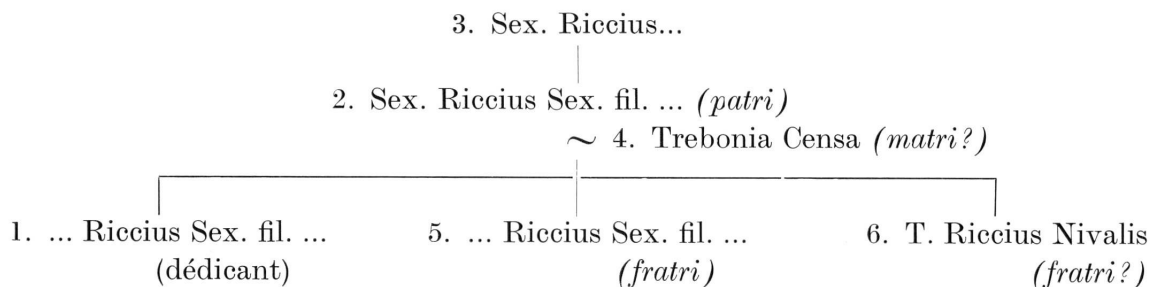 3. Sex. Riccius...
2. Sex. Riccius Sex. fil. ... (patri)
~ 4. Trebonia Censa (matri?)
1. ... Riccius Sex. fil. ... 5. ... Riccius Sex. fil. ... 6. T. Riccius Nivalis
(dédicant) (fratri) (fratri?)